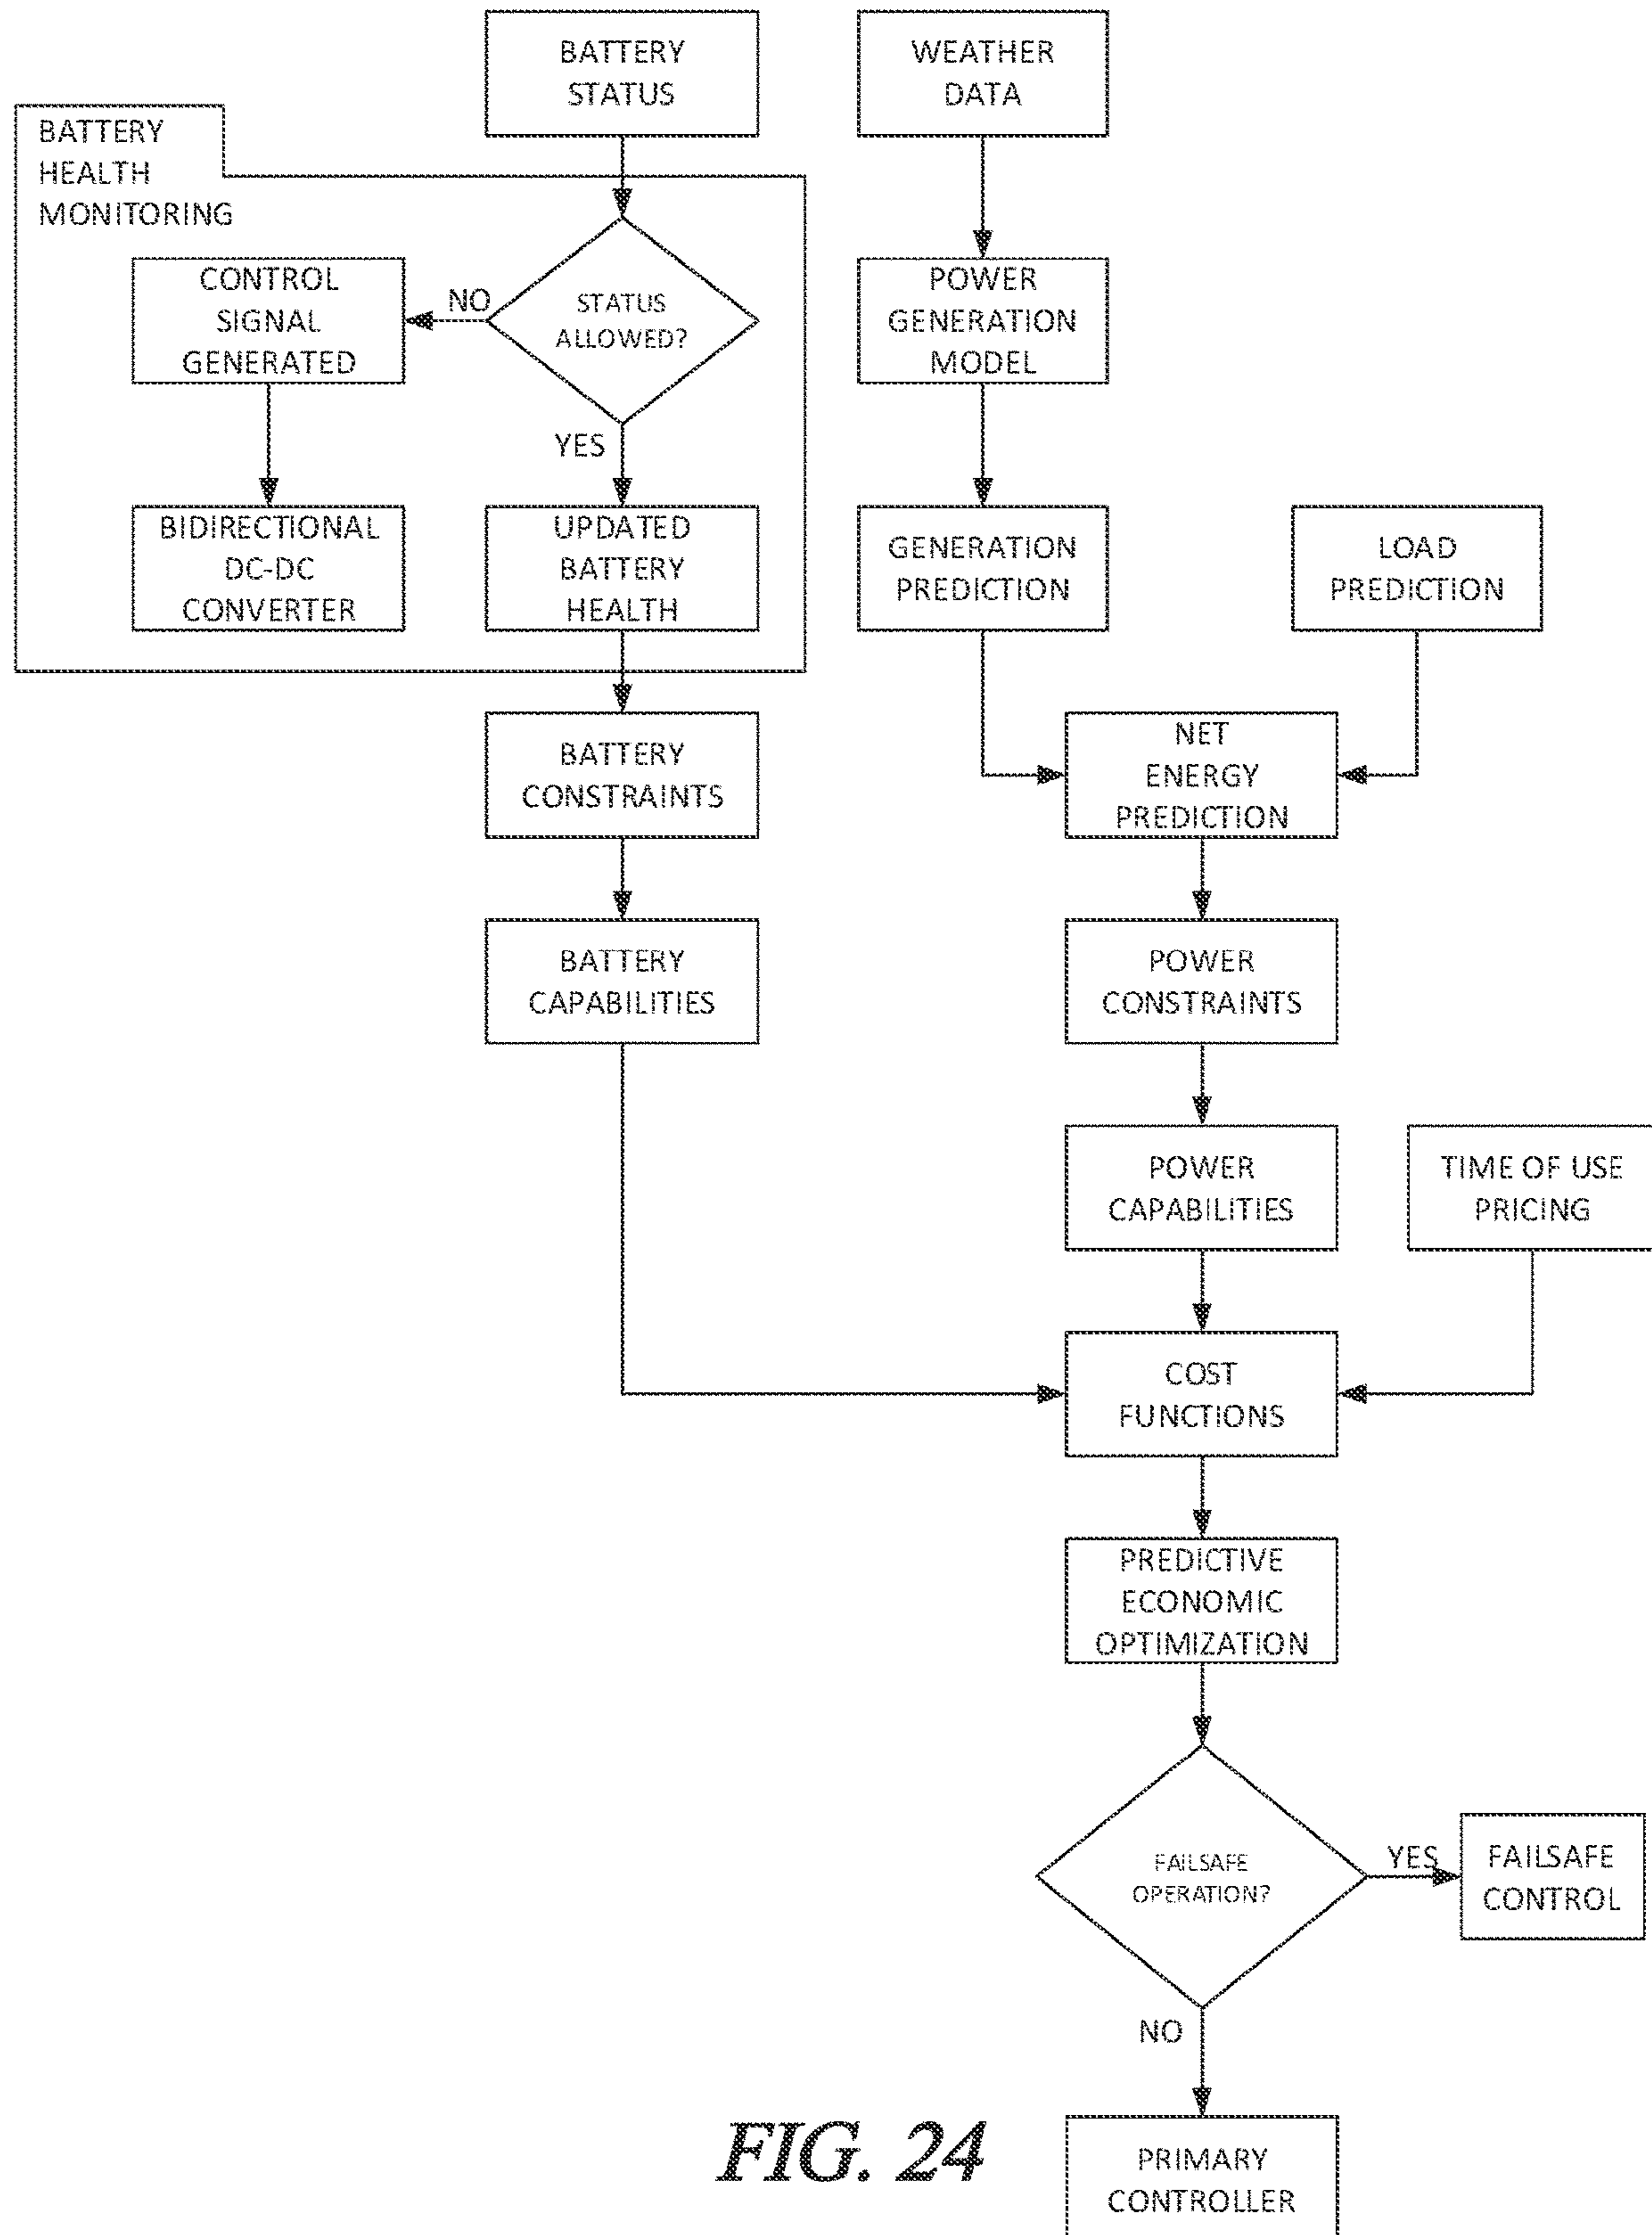 BATTERY
STATUS
WEATHER
DATA
BATTERY
HEALTH
MONITORING
CONTROL
SIGNAL
GENERATED
NO
STATUS
ALLOWED?
YES
POWER
GENERATION
MODEL
BIDIRECTIONAL
DC-DC
CONVERTER
UPDATED
BATTERY
HEALTH
GENERATION
PREDICTION
LOAD
PREDICTION
BATTERY
CONSTRAINTS
NET
ENERGY
PREDICTION
BATTERY
CAPABILITIES
POWER
CONSTRAINTS
POWER
CAPABILITIES
TIME OF USE
PRICING
COST
FUNCTIONS
PREDICTIVE
ECONOMIC
OPTIMIZATION
FAILSAFE
OPERATION?
YES
FAILSAFE
CONTROL
NO
PRIMARY
CONTROLLER
FIG. 24